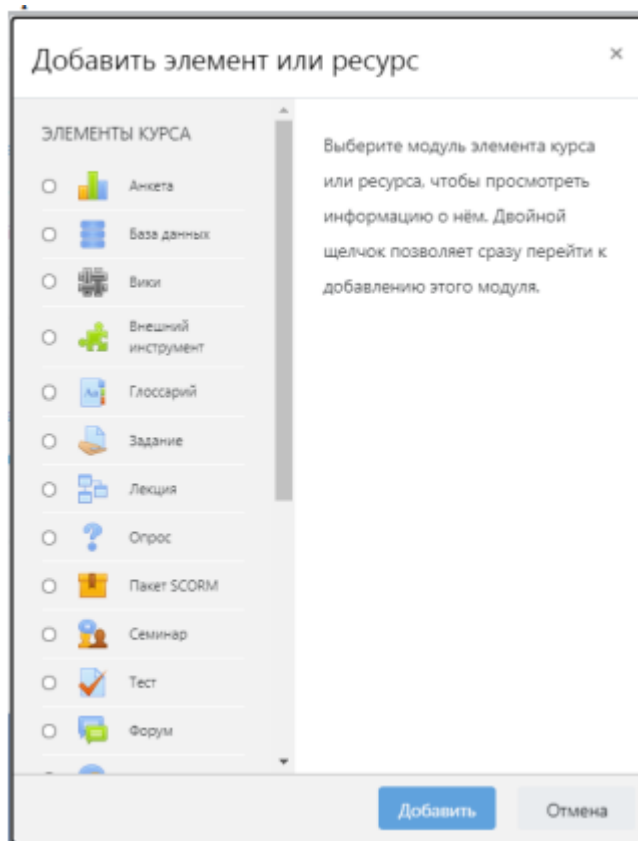 Добавить элемент или ресурс
×
ЭЛЕМЕНТЫ КУРСА
Анкета
База данных
Вики
Внешний
инструмент
Глоссарий
Задание
Лекция
Опрос
Пакет SCORM
Семинар
Тест
Форум
Выберите модуль элемента курса
или ресурса, чтобы просмотреть
информацию о нём. Двойной
щелчок позволяет сразу перейти к
добавлению этого модуля.
Добавить
Отмена